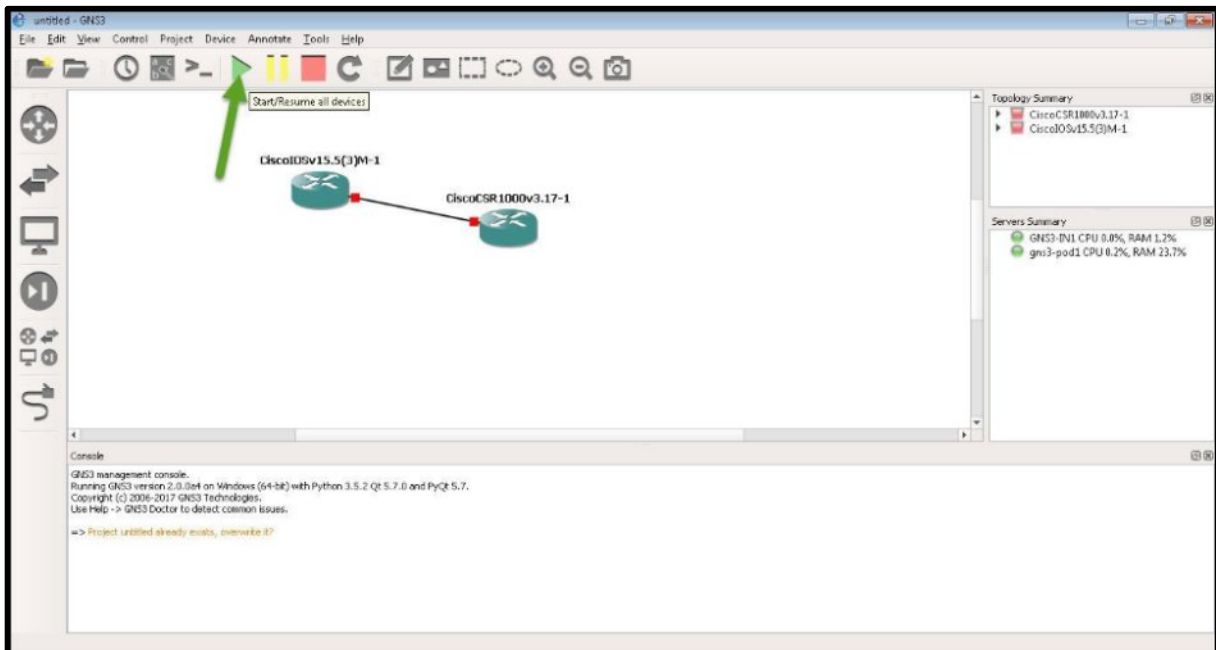 untitled - GNS3
File Edit View Control Project Device Annotate Tools Help
Start/Resume all devices
CiscoIOSv15.5(3)M-1
CiscoCSR1000v3.17-1
Topology Summary
CiscoCSR1000v3.17-1
CiscoIOSv15.5(3)M-1
Servers Summary
GNS3-IN1 CPU 0.0%, RAM 1.2%
gns3-pod1 CPU 0.2%, RAM 23.7%
Console
GNS3 management console.
Running GNS3 version 2.0.0a4 on Windows (64-bit) with Python 3.5.2 Qt 5.7.0 and PyQt 5.7.
Copyright (c) 2006-2017 GNS3 Technologies.
Use Help -> GNS3 Doctor to detect common issues.
=> Project untitled already exists, overwrite it?